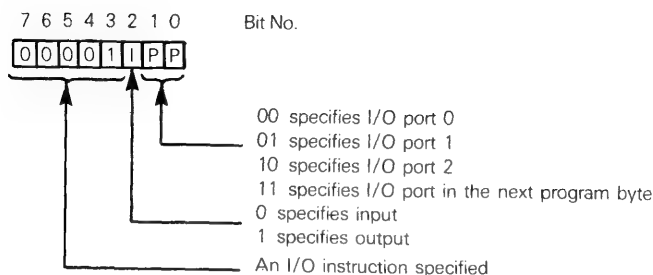 7 6 5 4 3 2 1 0 Bit No.
0 0 0 0 1 I P P
00 specifies I/O port 0
01 specifies I/O port 1
10 specifies I/O port 2
11 specifies I/O port in the next program byte
0 specifies input
1 specifies output
An I/O instruction specified